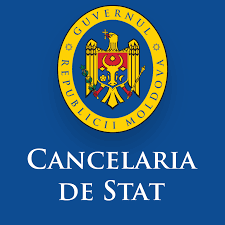 GUVERNUL
REPUBLICII MOLDOVA
CANCELARIA
DE STAT